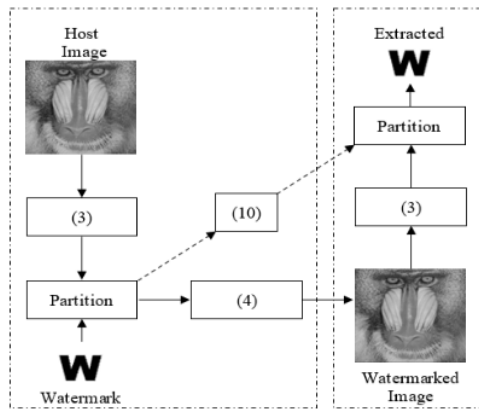 Host
Image
(3)
Partition
W
Watermark
(10)
(4)
Extracted
W
Partition
(3)
Watermarked
Image